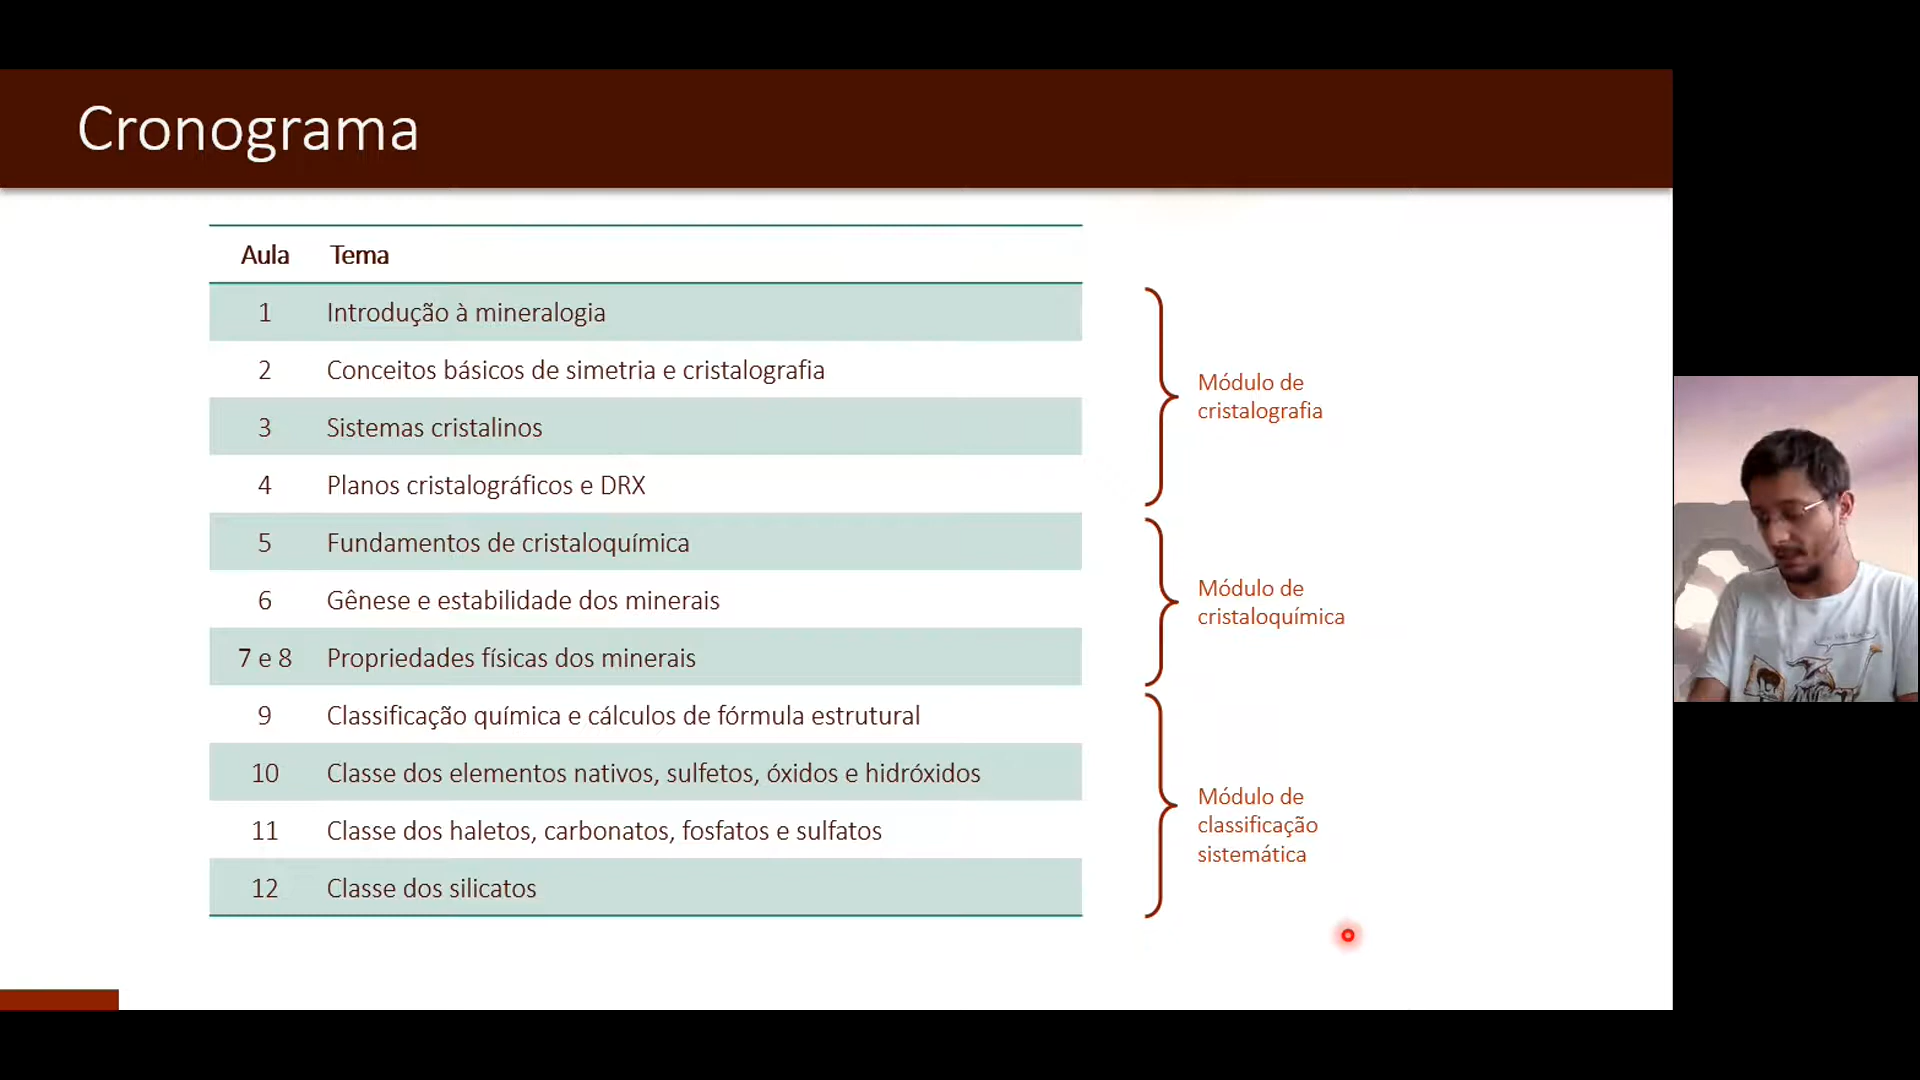 Cronograma
Aula Tema
1 Introdução à mineralogia
2 Conceitos básicos de simetria e cristalografia
3 Sistemas cristalinos
4 Planos cristalográficos e DRX
5 Fundamentos de cristaloquímica
6 Gênese e estabilidade dos minerais
7 e 8 Propriedades físicas dos minerais
9 Classificação química e cálculos de fórmula estrutural
10 Classe dos elementos nativos, sulfetos, óxidos e hidróxidos
11 Classe dos haletos, carbonatos, fosfatos e sulfatos
12 Classe dos silicatos
Módulo de
cristalografia
Módulo de
cristaloquímica
Módulo de
classificação
sistemática